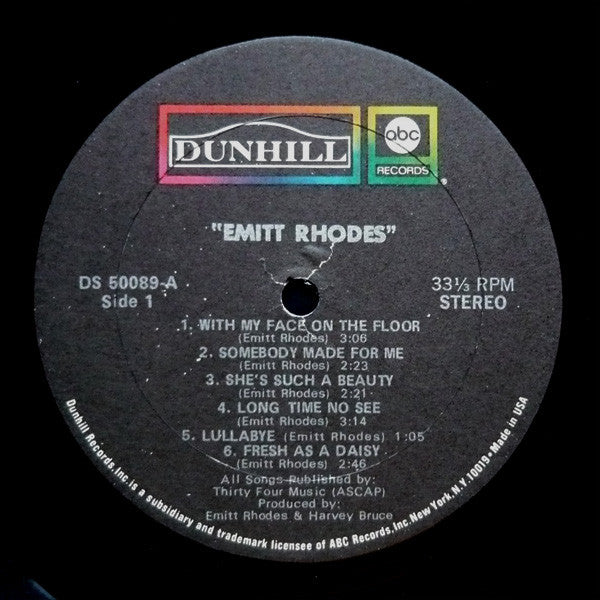 DUNHILL
abc
RECORDS
®
"EMITT RHODES"
DS 50089-A
Side 1
33⅓ RPM
STEREO
1. WITH MY FACE ON THE FLOOR
(Emitt Rhodes) 3:06
2. SOMEBODY MADE FOR ME
(Emitt Rhodes) 2:23
3. SHE'S SUCH A BEAUTY
(Emitt Rhodes) 2:21
4. LONG TIME NO SEE
(Emitt Rhodes) 3:14
5. LULLABYE (Emitt Rhodes) 1:05
6. FRESH AS A DAISY
(Emitt Rhodes) 2:46
All Songs Published by:
Thirty Four Music (ASCAP)
Produced by:
Emitt Rhodes & Harvey Bruce
Dunhill Records, Inc. is a subsidiary and trademark licensee of ABC Records, Inc. New York, N.Y. 10019 • Made in USA